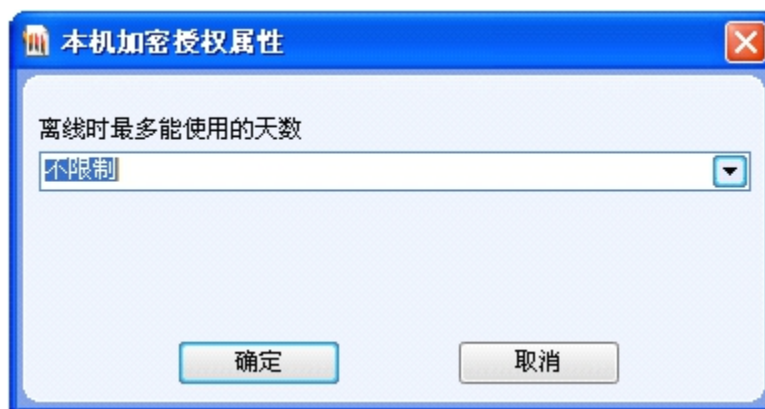 本机加密授权属性
离线时最多能使用的天数
不限制
确定
取消